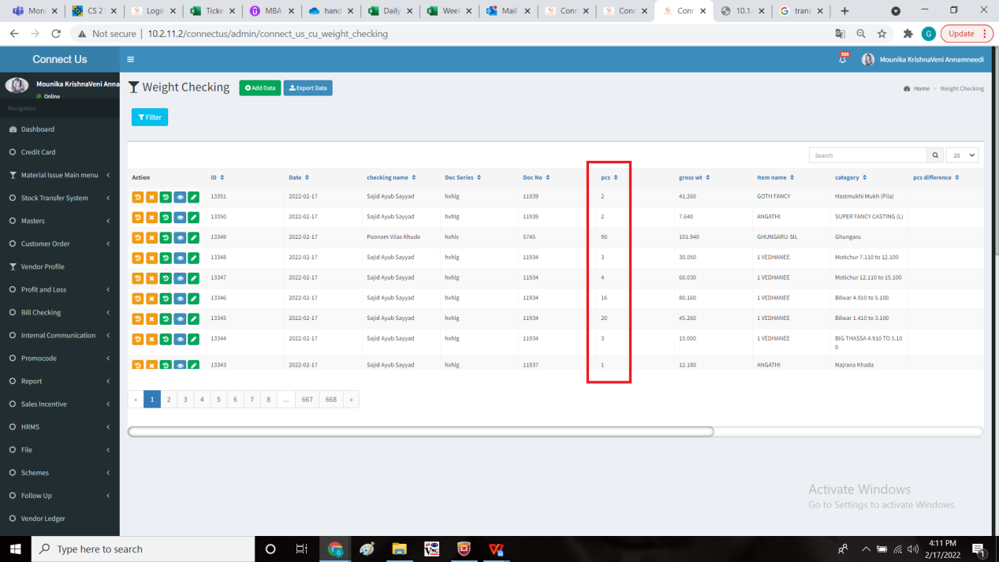 Moni CS 2 Login Ticke MBA hand Daily Week Mail Conn Conn Conn 10.1. trans
Not secure 10.2.11.2/connectus/admin/connect_us_cu_weight_checking G Update
Connect Us 585 Mounika KrishnaVeni Annamneedi
Mounika KrishnaVeni Anna
Online
Weight Checking Add Data Export Data Home > Weight Checking
Navigation
Filter
Dashboard
Credit Card
Material Issue Main menu
Stock Transfer System
Masters
Customer Order
Vendor Profile
Profit and Loss
Bill Checking
Internal Communication
Promocode
Report
Sales Incentive
HRMS
File
Schemes
Follow Up
Vendor Ledger
Search 20
Action ID Date checking name Doc Series Doc No pcs gross wt Item name category pcs difference
13351 2022-02-17 Sajid Ayub Sayyad hxhlg 11939 2 41.260 GOTH FANCY Hastmukhi Mukh (Pila)
13350 2022-02-17 Sajid Ayub Sayyad hxhlg 11939 2 7.640 ANGATHI SUPER FANCY CASTING (L)
13349 2022-02-17 Poonam Vilas Khude hxhls 5745 90 101.940 GHUNGARU-SIL Ghungaru
13348 2022-02-17 Sajid Ayub Sayyad hxhlg 11934 3 30.050 1 VEDHANEE Motichur 7.110 to 12.100
13347 2022-02-17 Sajid Ayub Sayyad hxhlg 11934 4 60.030 1 VEDHANEE Motichur 12.110 to 15.100
13346 2022-02-17 Sajid Ayub Sayyad hxhlg 11934 16 80.160 1 VEDHANEE Bilwar 4.910 to 5.100
13345 2022-02-17 Sajid Ayub Sayyad hxhlg 11934 20 45.260 1 VEDHANEE Bilwar 1.410 to 3.100
13344 2022-02-17 Sajid Ayub Sayyad hxhlg 11934 3 15.000 1 VEDHANEE BIG THASSA 4.910 TO 5.10
0
13343 2022-02-17 Sajid Ayub Sayyad hxhlg 11937 1 12.180 ANGATHI Najrana Khada
« 1 2 3 4 5 6 7 8 ... 667 668 »
Activate Windows
Go to Settings to activate Windows.
Type here to search
4:11 PM
2/17/2022
1